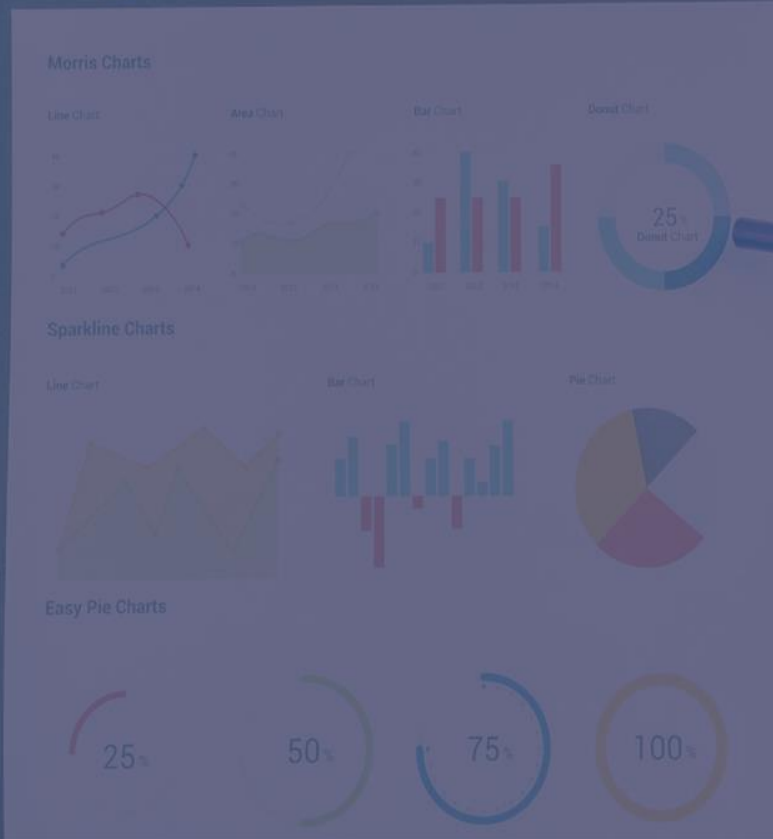 Morris Charts
Line Chart
Area Chart
Bar Chart
Donut Chart
25 %
Donut Chart
Sparkline Charts
Line Chart
Bar Chart
Pie Chart
Easy Pie Charts
25 %
50 %
75 %
100 %